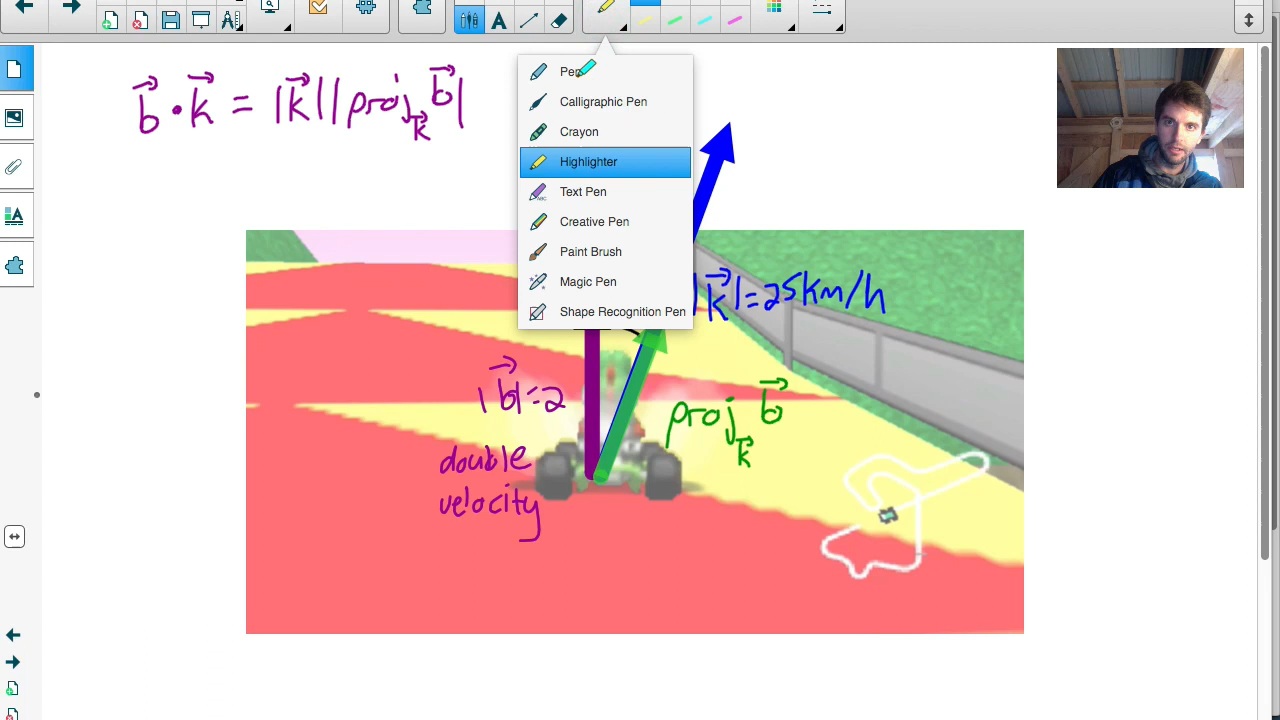 b⃗ · k⃗ = |k⃗| |proj_k⃗ b⃗|
Pen
Calligraphic Pen
Crayon
Highlighter
Text Pen
Creative Pen
Paint Brush
Magic Pen
Shape Recognition Pen
|k⃗| = 25km/h
|b⃗| = 2
proj_k⃗ b⃗
double
velocity